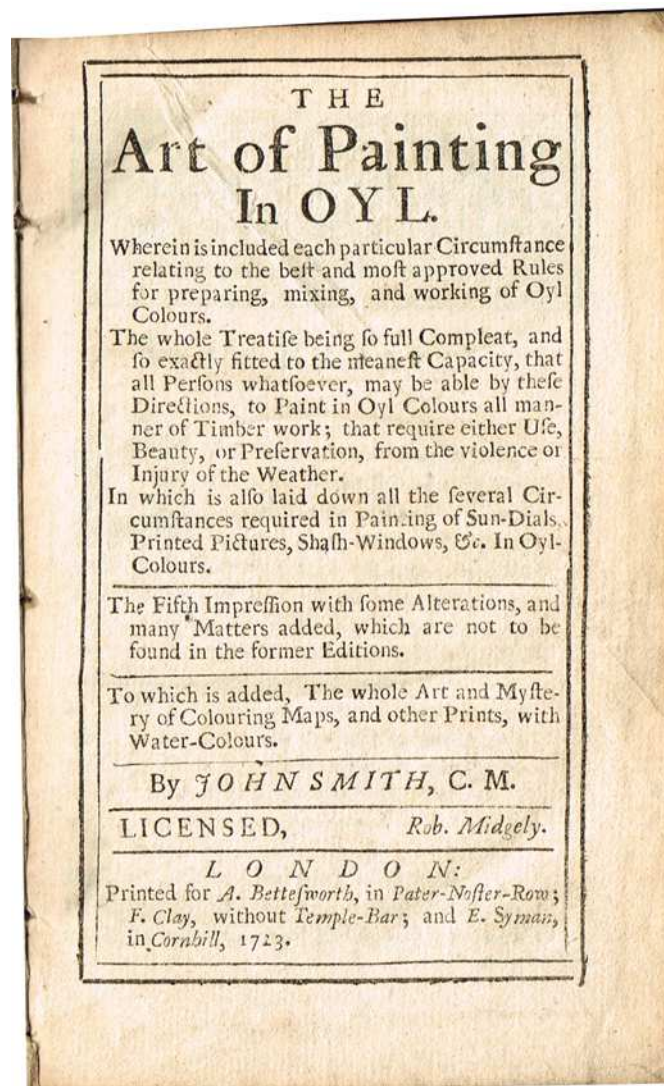 THE
Art of Painting
In OYL.
Wherein is included each particular Circumſtance
relating to the beſt and moſt approved Rules
for preparing, mixing, and working of Oyl
Colours.
The whole Treatiſe being ſo full Compleat, and
ſo exactly fitted to the meaneſt Capacity, that
all Perſons whatſoever, may be able by theſe
Directions, to Paint in Oyl Colours all man-
ner of Timber work; that require either Uſe,
Beauty, or Preſervation, from the violence or
Injury of the Weather.
In which is alſo laid down all the ſeveral Cir-
cumſtances required in Painting of Sun-Dials,
Printed Pictures, Shaſh-Windows, &c. In Oyl-
Colours.
The Fifth Impreſſion with ſome Alterations, and
many Matters added, which are not to be
found in the former Editions.
To which is added, The whole Art and Myſte-
ry of Colouring Maps, and other Prints, with
Water-Colours.
By JOHN SMITH, C. M.
LICENSED, Rob. Midgely.
LONDON:
Printed for A. Betteſworth, in Pater-Noſter-Row;
F. Clay, without Temple-Bar; and E. Syman,
in Cornhill, 1723.